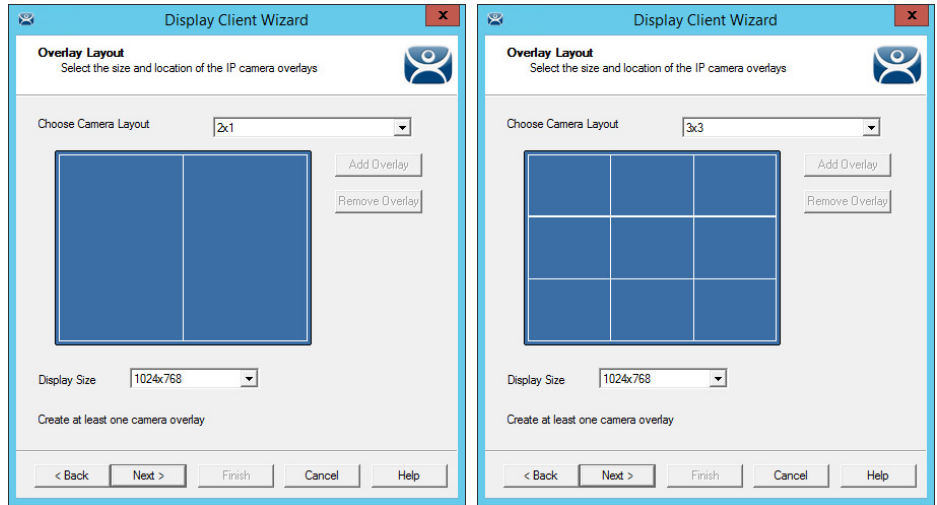 Display Client Wizard
x
Overlay Layout
Select the size and location of the IP camera overlays
Choose Camera Layout
2x1
Add Overlay
Remove Overlay
Display Size
1024x768
Create at least one camera overlay
< Back
Next >
Finish
Cancel
Help
Display Client Wizard
x
Overlay Layout
Select the size and location of the IP camera overlays
Choose Camera Layout
3x3
Add Overlay
Remove Overlay
Display Size
1024x768
Create at least one camera overlay
< Back
Next >
Finish
Cancel
Help